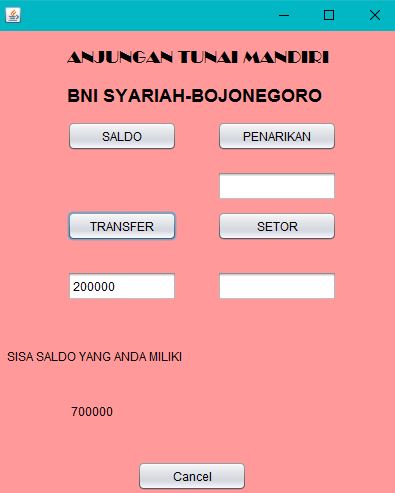 ANJUNGAN TUNAI MANDIRI
BNI SYARIAH-BOJONEGORO
SALDO PENARIKAN
TRANSFER SETOR
200000
SISA SALDO YANG ANDA MILIKI
700000
Cancel